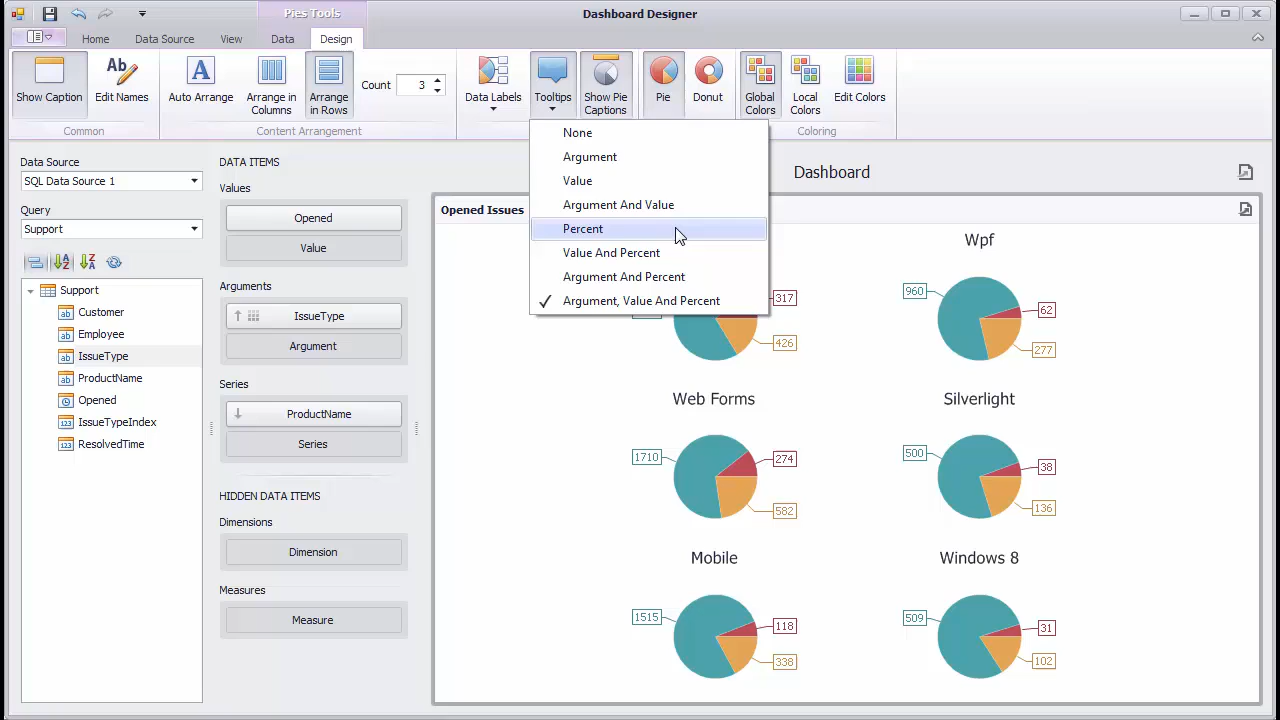 Pies Tools
Dashboard Designer
Home
Data Source
View
Data
Design
Ab
A
Show Caption
Edit Names
Auto Arrange
Arrange in Columns
Arrange in Rows
Count
3
Data Labels
Tooltips
Show Pie Captions
Pie
Donut
Global Colors
Local Colors
Edit Colors
Common
Content Arrangement
Coloring
None
Argument
Value
Argument And Value
Percent
Value And Percent
Argument And Percent
Argument, Value And Percent
Data Source
SQL Data Source 1
Query
Support
Support
Customer
Employee
IssueType
ProductName
Opened
IssueTypeIndex
ResolvedTime
DATA ITEMS
Values
Opened
Value
Arguments
IssueType
Argument
Series
ProductName
Series
HIDDEN DATA ITEMS
Dimensions
Dimension
Measures
Measure
Dashboard
Opened Issues
317
426
Wpf
960
62
277
Web Forms
1710
274
582
Silverlight
500
38
136
Mobile
1515
118
338
Windows 8
509
31
102